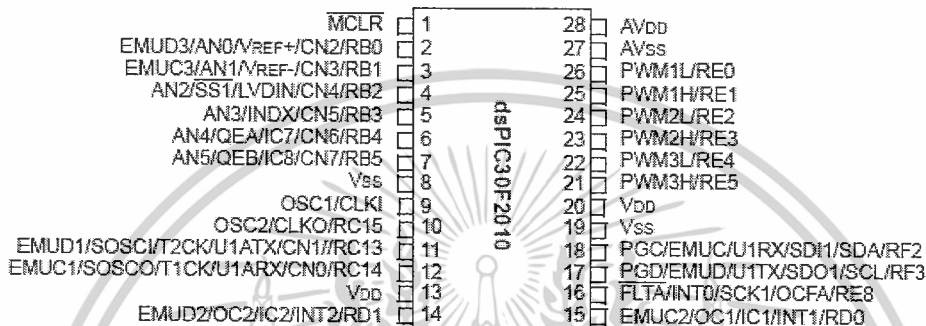 MCLR 1 28 AVDD
EMUD3/AN0/VREF+/CN2/RB0 2 27 AVSS
EMUC3/AN1/VREF-/CN3/RB1 3 26 PWM1L/RE0
AN2/SS1/LVDIN/CN4/RB2 4 25 PWM1H/RE1
AN3/INDX/CN5/RB3 5 24 PWM2L/RE2
AN4/QEA/IC7/CN6/RB4 6 23 PWM2H/RE3
AN5/QEB/IC8/CN7/RB5 7 22 PWM3L/RE4
VSS 8 21 PWM3H/RE5
OSC1/CLKI 9 20 VDD
OSC2/CLKO/RC15 10 19 VSS
EMUD1/SOSCI/T2CK/U1ATX/CN1/RC13 11 18 PGC/EMUC/U1RX/SDI1/SDA/RF2
EMUC1/SOSCO/T1CK/U1ARX/CN0/RC14 12 17 PGD/EMUD/U1TX/SDO1/SCL/RF3
VDD 13 16 FLTA/INT0/SCK1/OCFA/RE8
EMUD2/OC2/IC2/INT2/RD1 14 15 EMUC2/OC1/IC1/INT1/RD0
dsPIC30F2010